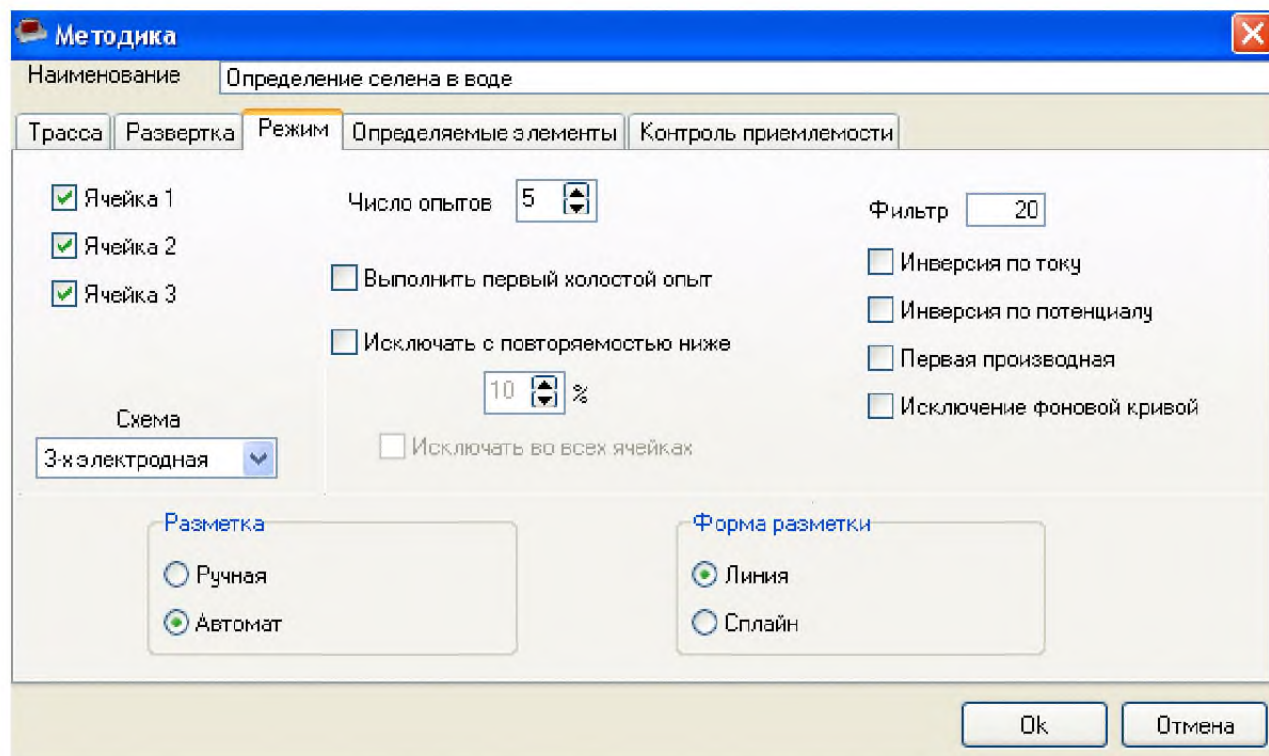 Методика
Наименование Определение селена в воде
Трасса Развертка Режим Определяемые элементы Контроль приемлемости
Ячейка 1
Ячейка 2
Ячейка 3
Схема
3-х электродная
Число опытов 5
Выполнить первый холостой опыт
Исключать с повторяемостью ниже
10 %
Исключать во всех ячейках
Фильтр 20
Инверсия по току
Инверсия по потенциалу
Первая производная
Исключение фоновой кривой
Разметка
Ручная
Автомат
Форма разметки
Линия
Сплайн
Ok Отмена